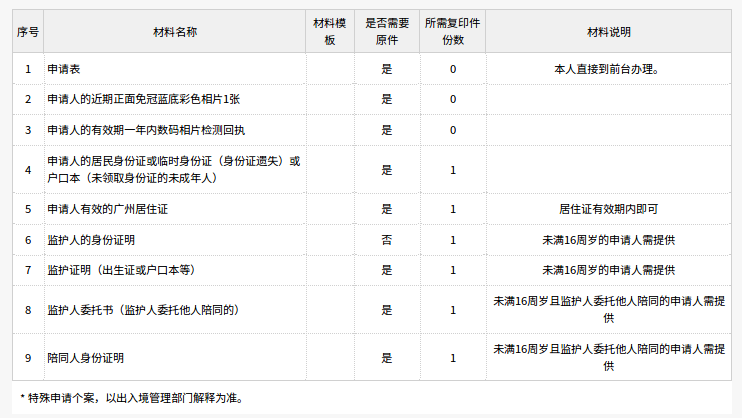 序号 材料名称 材料模板 是否需要原件 所需复印件份数 材料说明
1 申请表 是 0 本人直接到前台办理。
2 申请人的近期正面免冠蓝底彩色相片1张 是 0
3 申请人的有效期一年内数码相片检测回执 是 0
4 申请人的居民身份证或临时身份证（身份证遗失）或
户口本（未领取身份证的未成年人） 是 1
5 申请人有效的广州居住证 是 1 居住证有效期内即可
6 监护人的身份证明 否 1 未满16周岁的申请人需提供
7 监护证明（出生证或户口本等） 是 1 未满16周岁的申请人需提供
8 监护人委托书（监护人委托他人陪同的） 是 1 未满16周岁且监护人委托他人陪同的申请人需提
供
9 陪同人身份证明 是 1 未满16周岁且监护人委托他人陪同的申请人需提
供
* 特殊申请个案，以出入境管理部门解释为准。